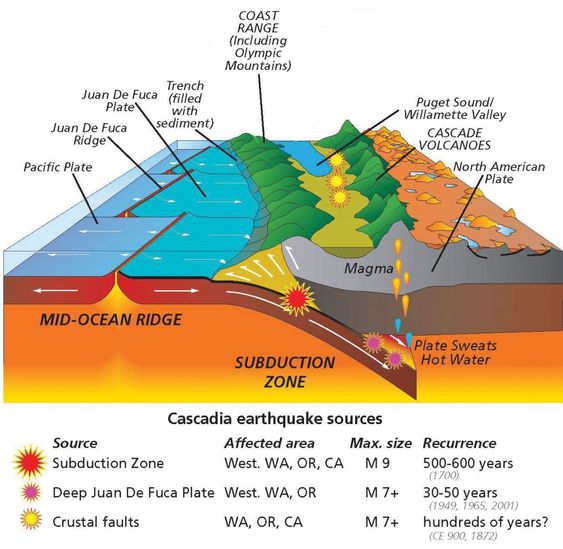 COAST
RANGE
(Including
Olympic
Mountains)
Trench
(filled
with
sediment)
Juan De Fuca
Plate
Juan De Fuca
Ridge
Pacific Plate
Puget Sound/
Willamette Valley
CASCADE
VOLCANOES
North American
Plate
Magma
MID-OCEAN RIDGE
SUBDUCTION
ZONE
Plate Sweats
Hot Water
Cascadia earthquake sources
Source Affected area Max. size Recurrence
Subduction Zone West. WA, OR, CA M 9 500-600 years
(1700)
Deep Juan De Fuca Plate West. WA, OR M 7+ 30-50 years
(1949, 1965, 2001)
Crustal faults WA, OR, CA M 7+ hundreds of years?
(CE 900, 1872)